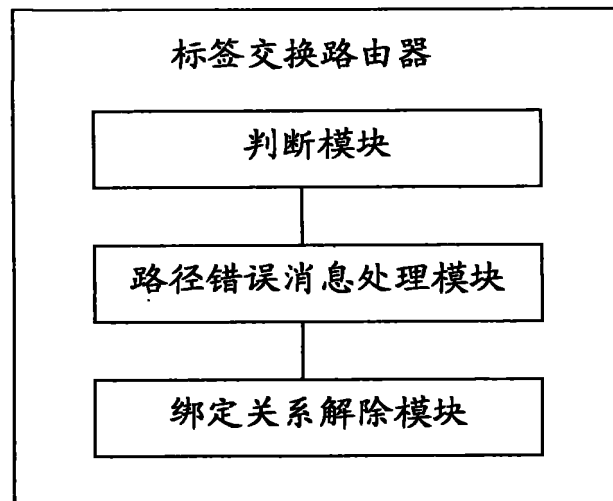 标签交换路由器
判断模块
路径错误消息处理模块
绑定关系解除模块